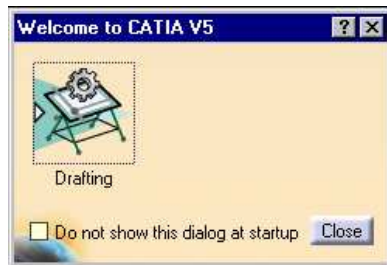 Welcome to CATIA V5
Drafting
Do not show this dialog at startup
Close